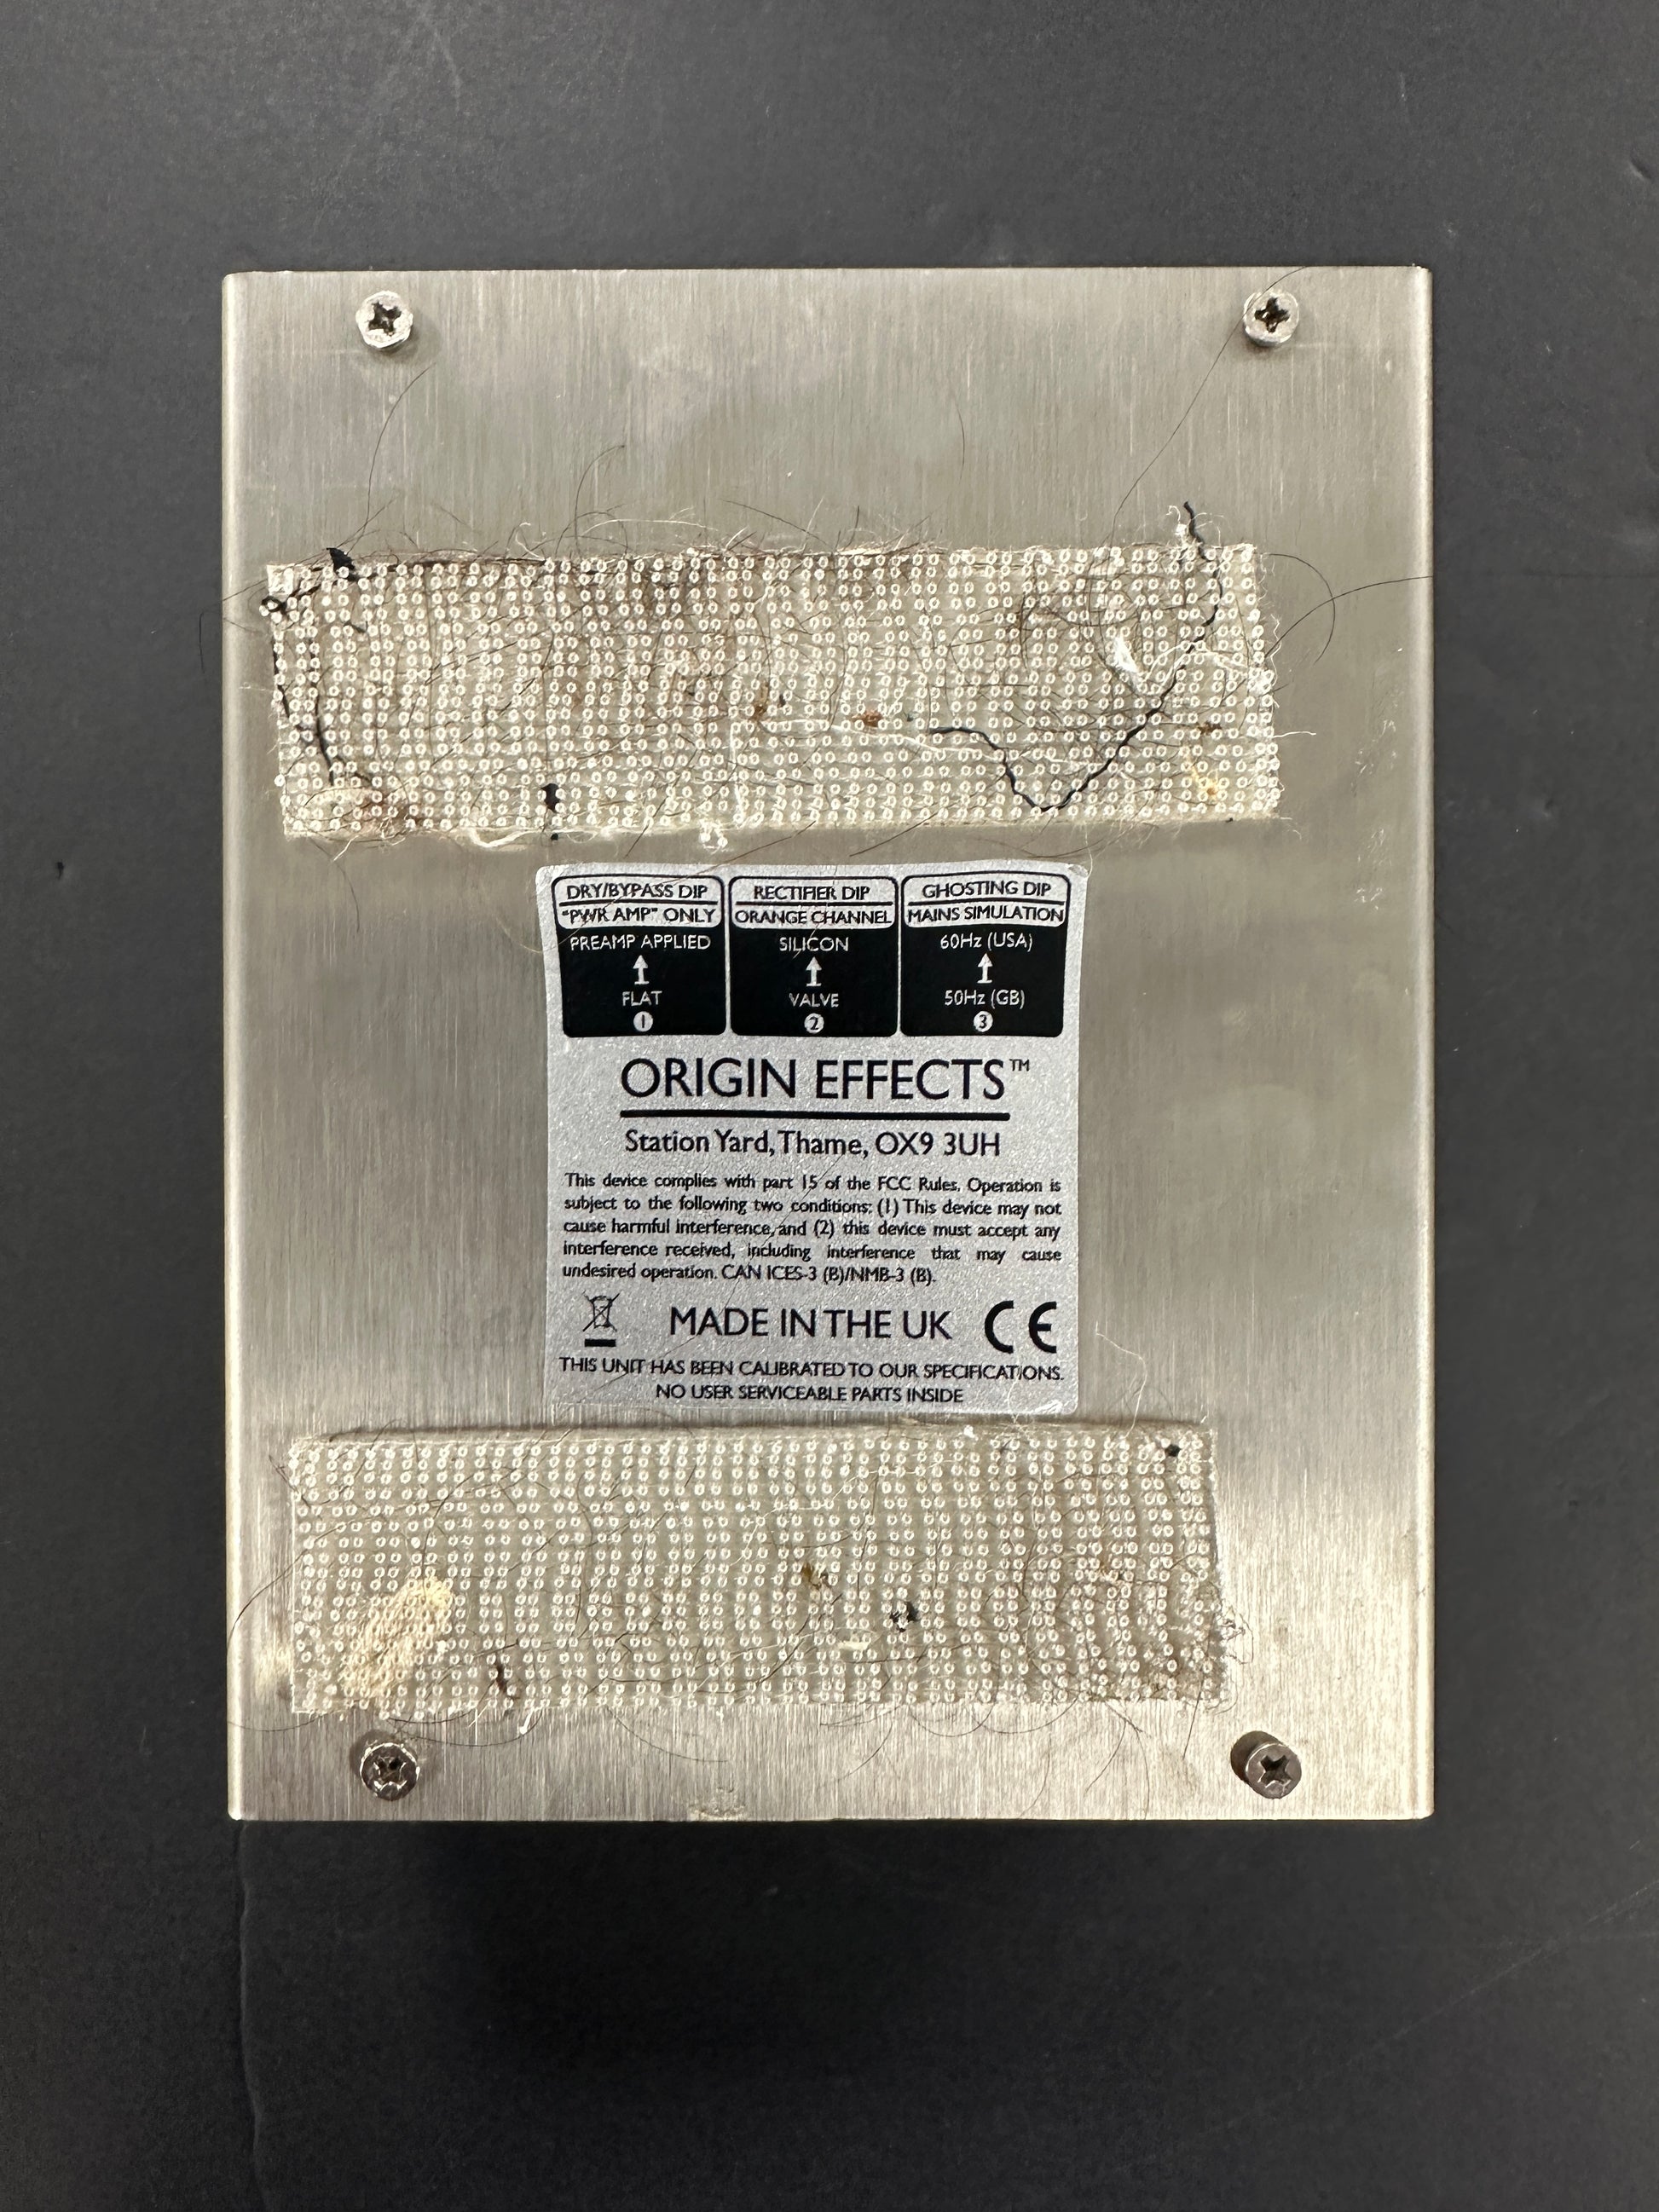 DRY/BYPASS DIP
"PWR AMP" ONLY
PREAMP APPLIED
FLAT
1
RECTIFIER DIP
ORANGE CHANNEL
SILICON
VALVE
2
GHOSTING DIP
MAINS SIMULATION
60Hz (USA)
50Hz (GB)
3
ORIGIN EFFECTS™
Station Yard, Thame, OX9 3UH
This device complies with part 15 of the FCC Rules. Operation is
subject to the following two conditions: (1) This device may not
cause harmful interference, and (2) this device must accept any
interference received, including interference that may cause
undesired operation. CAN ICES-3 (B)/NMB-3 (B).
MADE IN THE UK CE
THIS UNIT HAS BEEN CALIBRATED TO OUR SPECIFICATIONS.
NO USER SERVICEABLE PARTS INSIDE